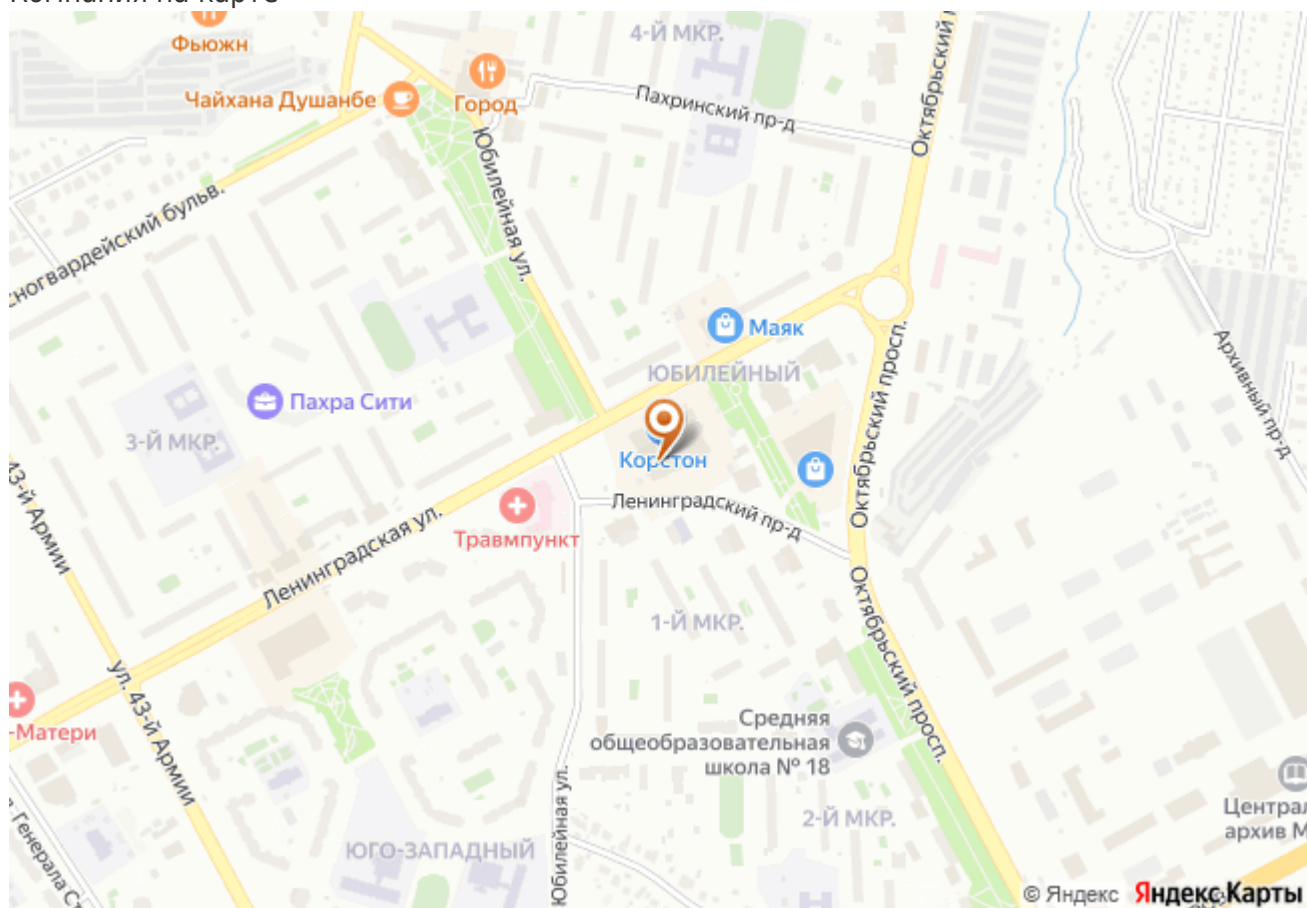 Фьюжн
4-Й МКР.
Чайхана Душанбе
Город
Пахринский пр-д
Октябрьский
Юбилейная ул.
бульв.
Маяк
ЮБИЛЕЙНЫЙ
Октябрьский просп.
Архивный пр-д
Пахра Сити
3-Й МКР.
Корстон
Ленинградский пр-д
43-й Армии
Травмпункт
Ленинградская ул.
Октябрьский просп.
1-Й МКР.
ул. 43-й Армии
-Матери
Средняя
общеобразовательная
школа № 18
Юбилейная ул.
2-Й МКР.
архив
Генерала
ЮГО-ЗАПАДНЫЙ
© Яндекс Яндекс Карты